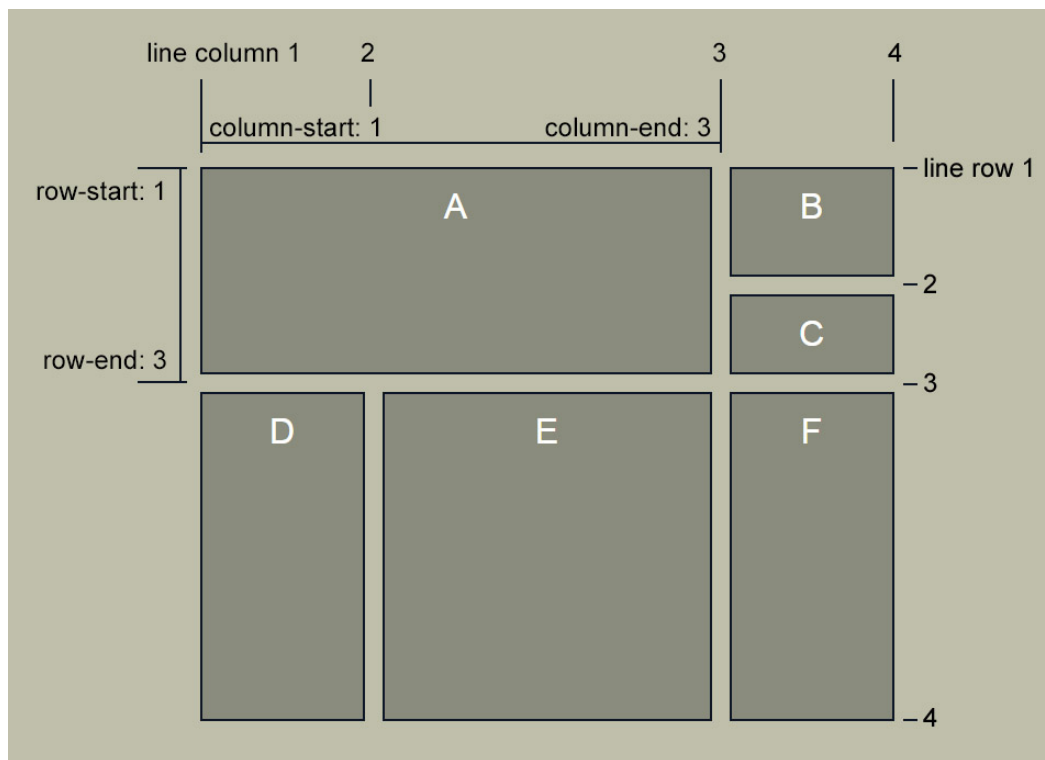 line column 1 2 3 4
column-start: 1 column-end: 3
line row 1
row-start: 1
A B
2
C
row-end: 3
3
D E F
4